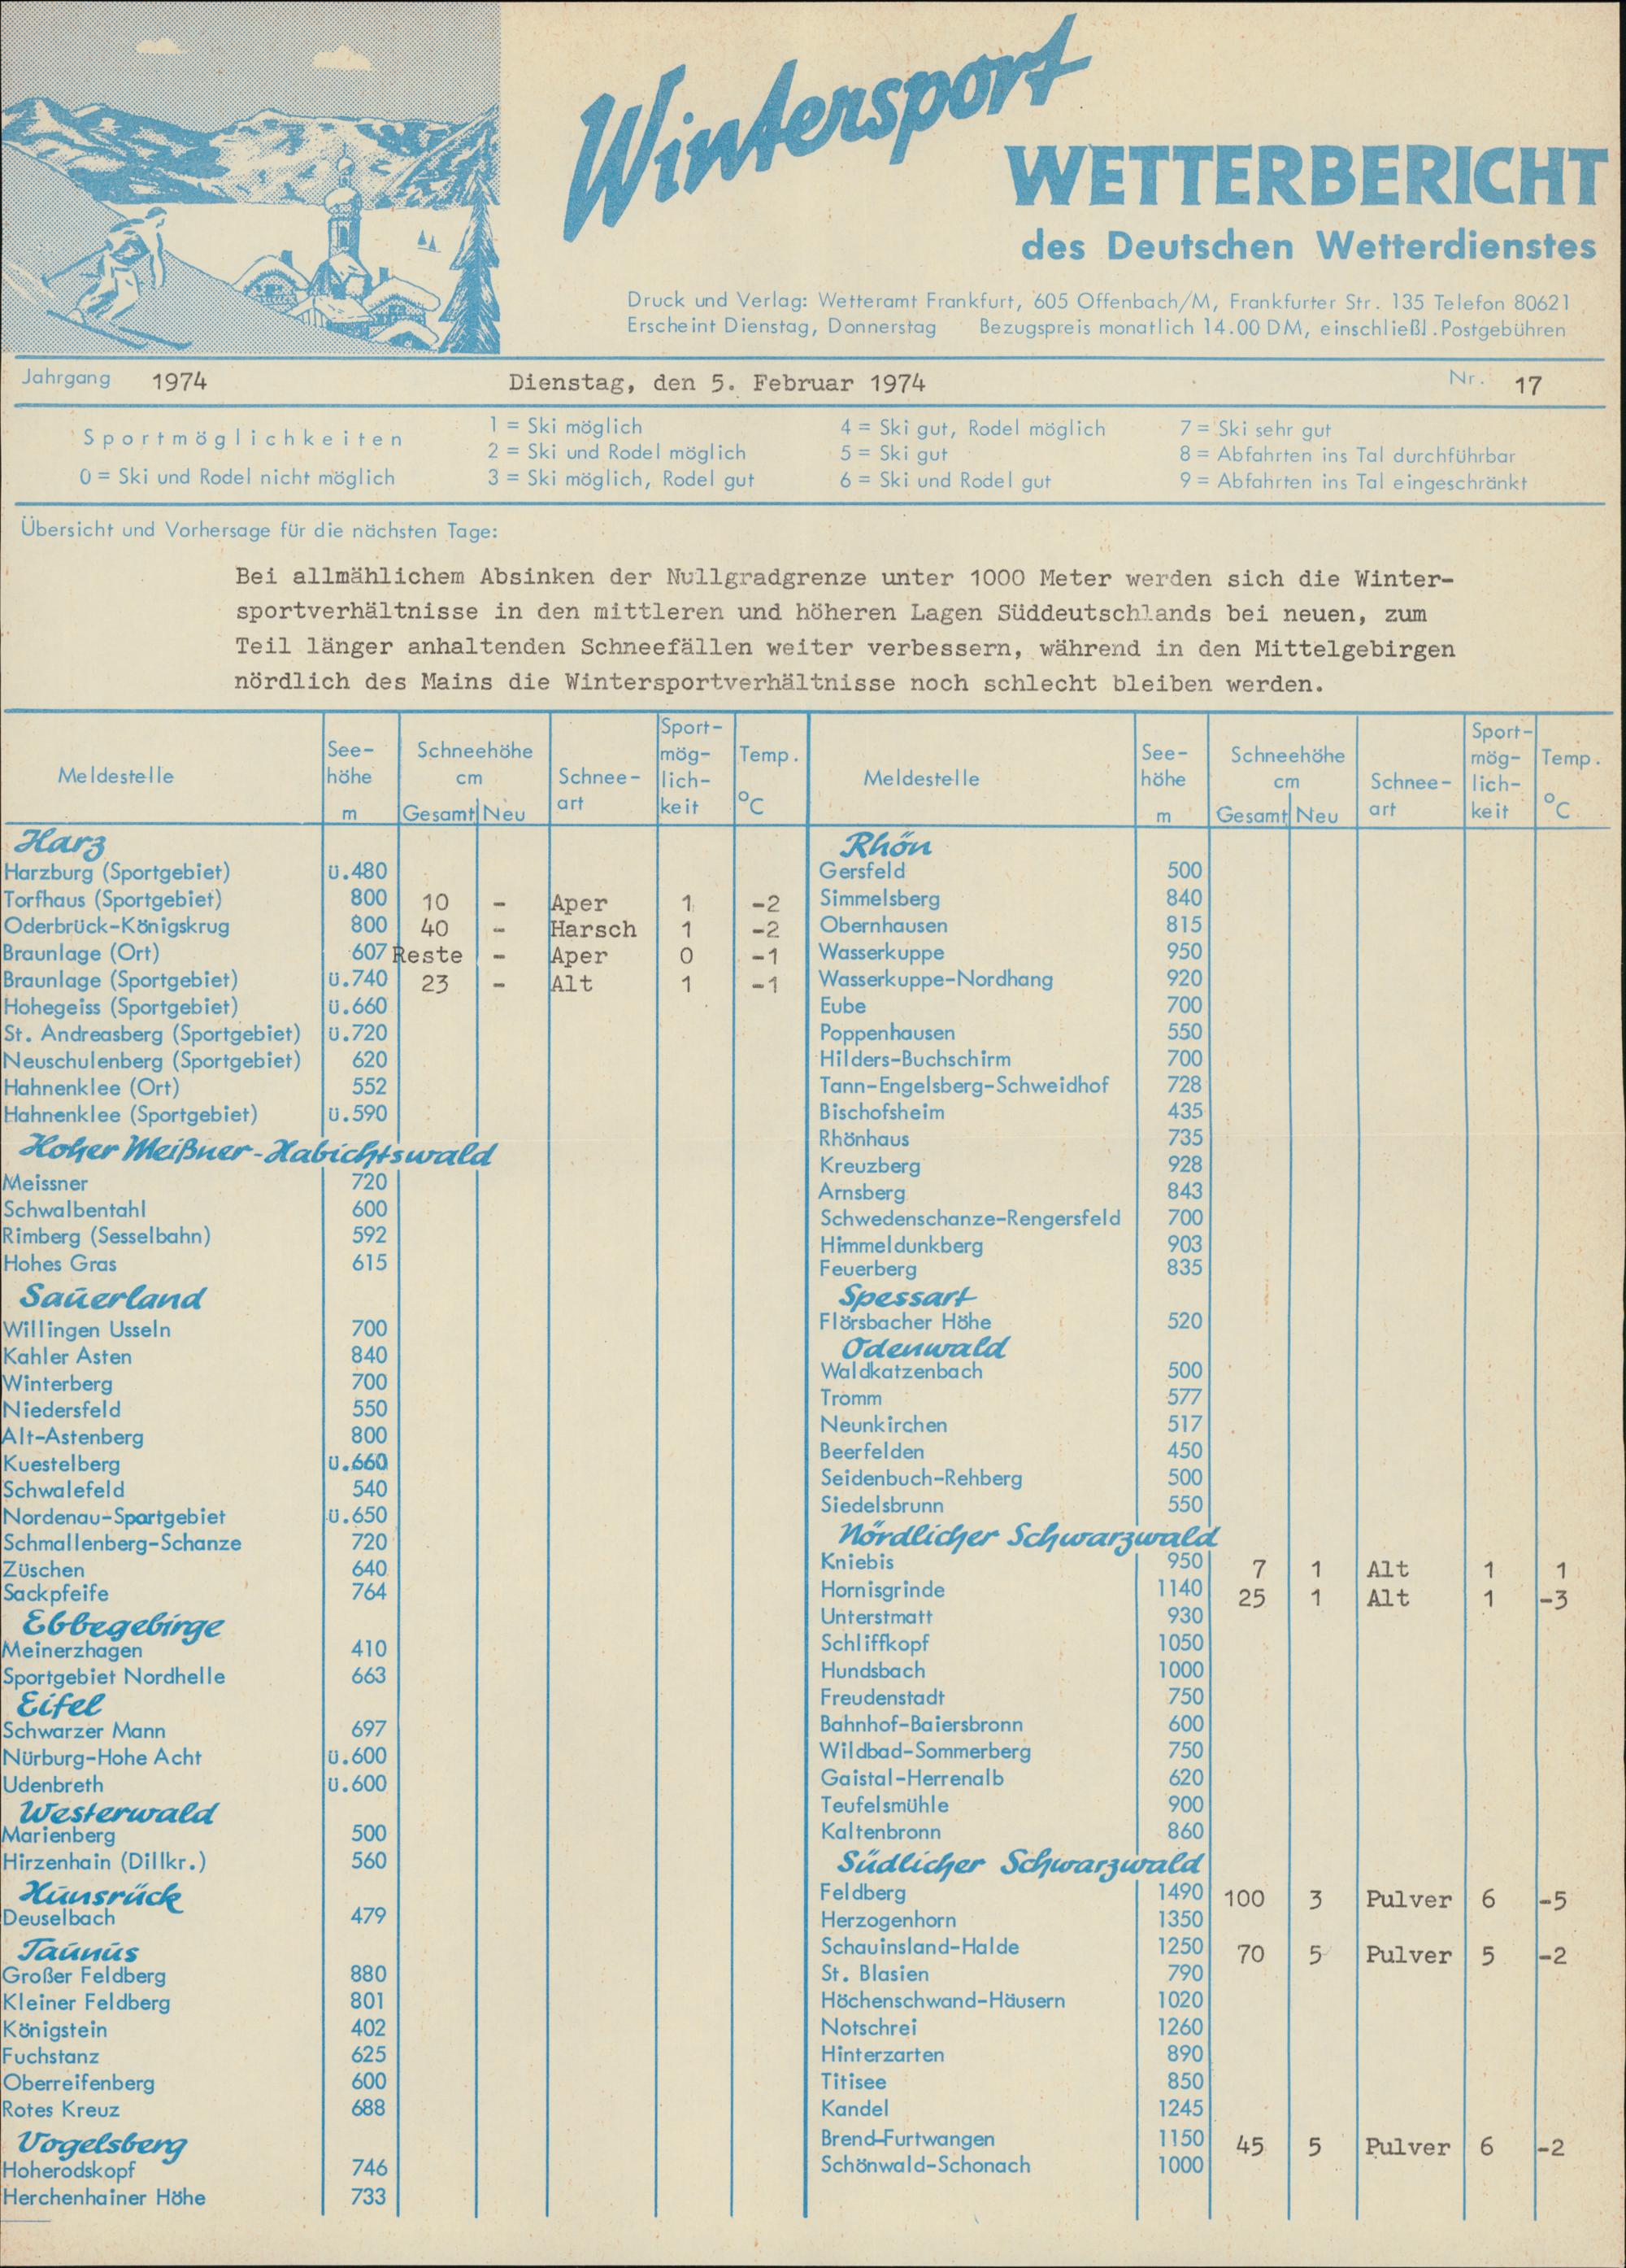 Wintersport
WETTERBERICHT
des Deutschen Wetterdienstes
Druck und Verlag: Wetteramt Frankfurt, 605 Offenbach/M, Frankfurter Str. 135 Telefon 80621
Erscheint Dienstag, Donnerstag Bezugspreis monatlich 14.00 DM, einschließl.Postgebühren
Jahrgang 1974 Dienstag, den 5. Februar 1974 Nr. 17
Sportmöglichkeiten
0 = Ski und Rodel nicht möglich
1 = Ski möglich
2 = Ski und Rodel möglich
3 = Ski möglich, Rodel gut
4 = Ski gut, Rodel möglich
5 = Ski gut
6 = Ski und Rodel gut
7 = Ski sehr gut
8 = Abfahrten ins Tal durchführbar
9 = Abfahrten ins Tal eingeschränkt
Übersicht und Vorhersage für die nächsten Tage:
Bei allmählichem Absinken der Nullgradgrenze unter 1000 Meter werden sich die Winter-
sportverhältnisse in den mittleren und höheren Lagen Süddeutschlands bei neuen, zum
Teil länger anhaltenden Schneefällen weiter verbessern, während in den Mittelgebirgen
nördlich des Mains die Wintersportverhältnisse noch schlecht bleiben werden.
Meldestelle
See-
höhe
m
Schneehöhe
cm
Gesamt Neu
Schnee-
art
Sport-
mög-
lich-
keit
Temp.
°C
Harz
Harzburg (Sportgebiet) ü.480
Torfhaus (Sportgebiet) 800 10 - Aper 1 -2
Oderbrück-Königskrug 800 40 - Harsch 1 -2
Braunlage (Ort) 607 Reste - Aper 0 -1
Braunlage (Sportgebiet) ü.740 23 - Alt 1 -1
Hohegeiss (Sportgebiet) ü.660
St. Andreasberg (Sportgebiet) ü.720
Neuschulenberg (Sportgebiet) 620
Hahnenklee (Ort) 552
Hahnenklee (Sportgebiet) ü.590
Hoher Meißner-Habichtswald
Meissner 720
Schwalbentahl 600
Rimberg (Sesselbahn) 592
Hohes Gras 615
Sauerland
Willingen Usseln 700
Kahler Asten 840
Winterberg 700
Niedersfeld 550
Alt-Astenberg 800
Kuestelberg ü.660
Schwalefeld 540
Nordenau-Sportgebiet ü.650
Schmallenberg-Schanze 720
Züschen 640
Sackpfeife 764
Ebbegebirge
Meinerzhagen 410
Sportgebiet Nordhelle 663
Eifel
Schwarzer Mann 697
Nürburg-Hohe Acht ü.600
Udenbreth ü.600
Westerwald
Marienberg 500
Hirzenhain (Dillkr.) 560
Hunsrück
Deuselbach 479
Taunus
Großer Feldberg 880
Kleiner Feldberg 801
Königstein 402
Fuchstanz 625
Oberreifenberg 600
Rotes Kreuz 688
Vogelsberg
Hoherodskopf 746
Herchenhainer Höhe 733
Meldestelle
See-
höhe
m
Schneehöhe
cm
Gesamt Neu
Schnee-
art
Sport-
mög-
lich-
keit
Temp.
°C
Rhön
Gersfeld 500
Simmelsberg 840
Obernhausen 815
Wasserkuppe 950
Wasserkuppe-Nordhang 920
Eube 700
Poppenhausen 550
Hilders-Buchschirm 700
Tann-Engelsberg-Schweidhof 728
Bischofsheim 435
Rhönhaus 735
Kreuzberg 928
Arnsberg 843
Schwedenschanze-Rengersfeld 700
Himmeldunkberg 903
Feuerberg 835
Spessart
Flörsbacher Höhe 520
Odenwald
Waldkatzenbach 500
Tromm 577
Neunkirchen 517
Beerfelden 450
Seidenbuch-Rehberg 500
Siedelsbrunn 550
Nördlicher Schwarzwald
Kniebis 950 7 1 Alt 1 1
Hornisgrinde 1140 25 1 Alt 1 -3
Unterstmatt 930
Schliffkopf 1050
Hundsbach 1000
Freudenstadt 750
Bahnhof-Baiersbronn 600
Wildbad-Sommerberg 750
Gaistal-Herrenalb 620
Teufelsmühle 900
Kaltenbronn 860
Südlicher Schwarzwald
Feldberg 1490 100 3 Pulver 6 -5
Herzogenhorn 1350
Schauinsland-Halde 1250 70 5 Pulver 5 -2
St. Blasien 790
Höchenschwand-Häusern 1020
Notschrei 1260
Hinterzarten 890
Titisee 850
Kandel 1245
Brend-Furtwangen 1150 45 5 Pulver 6 -2
Schönwald-Schonach 1000